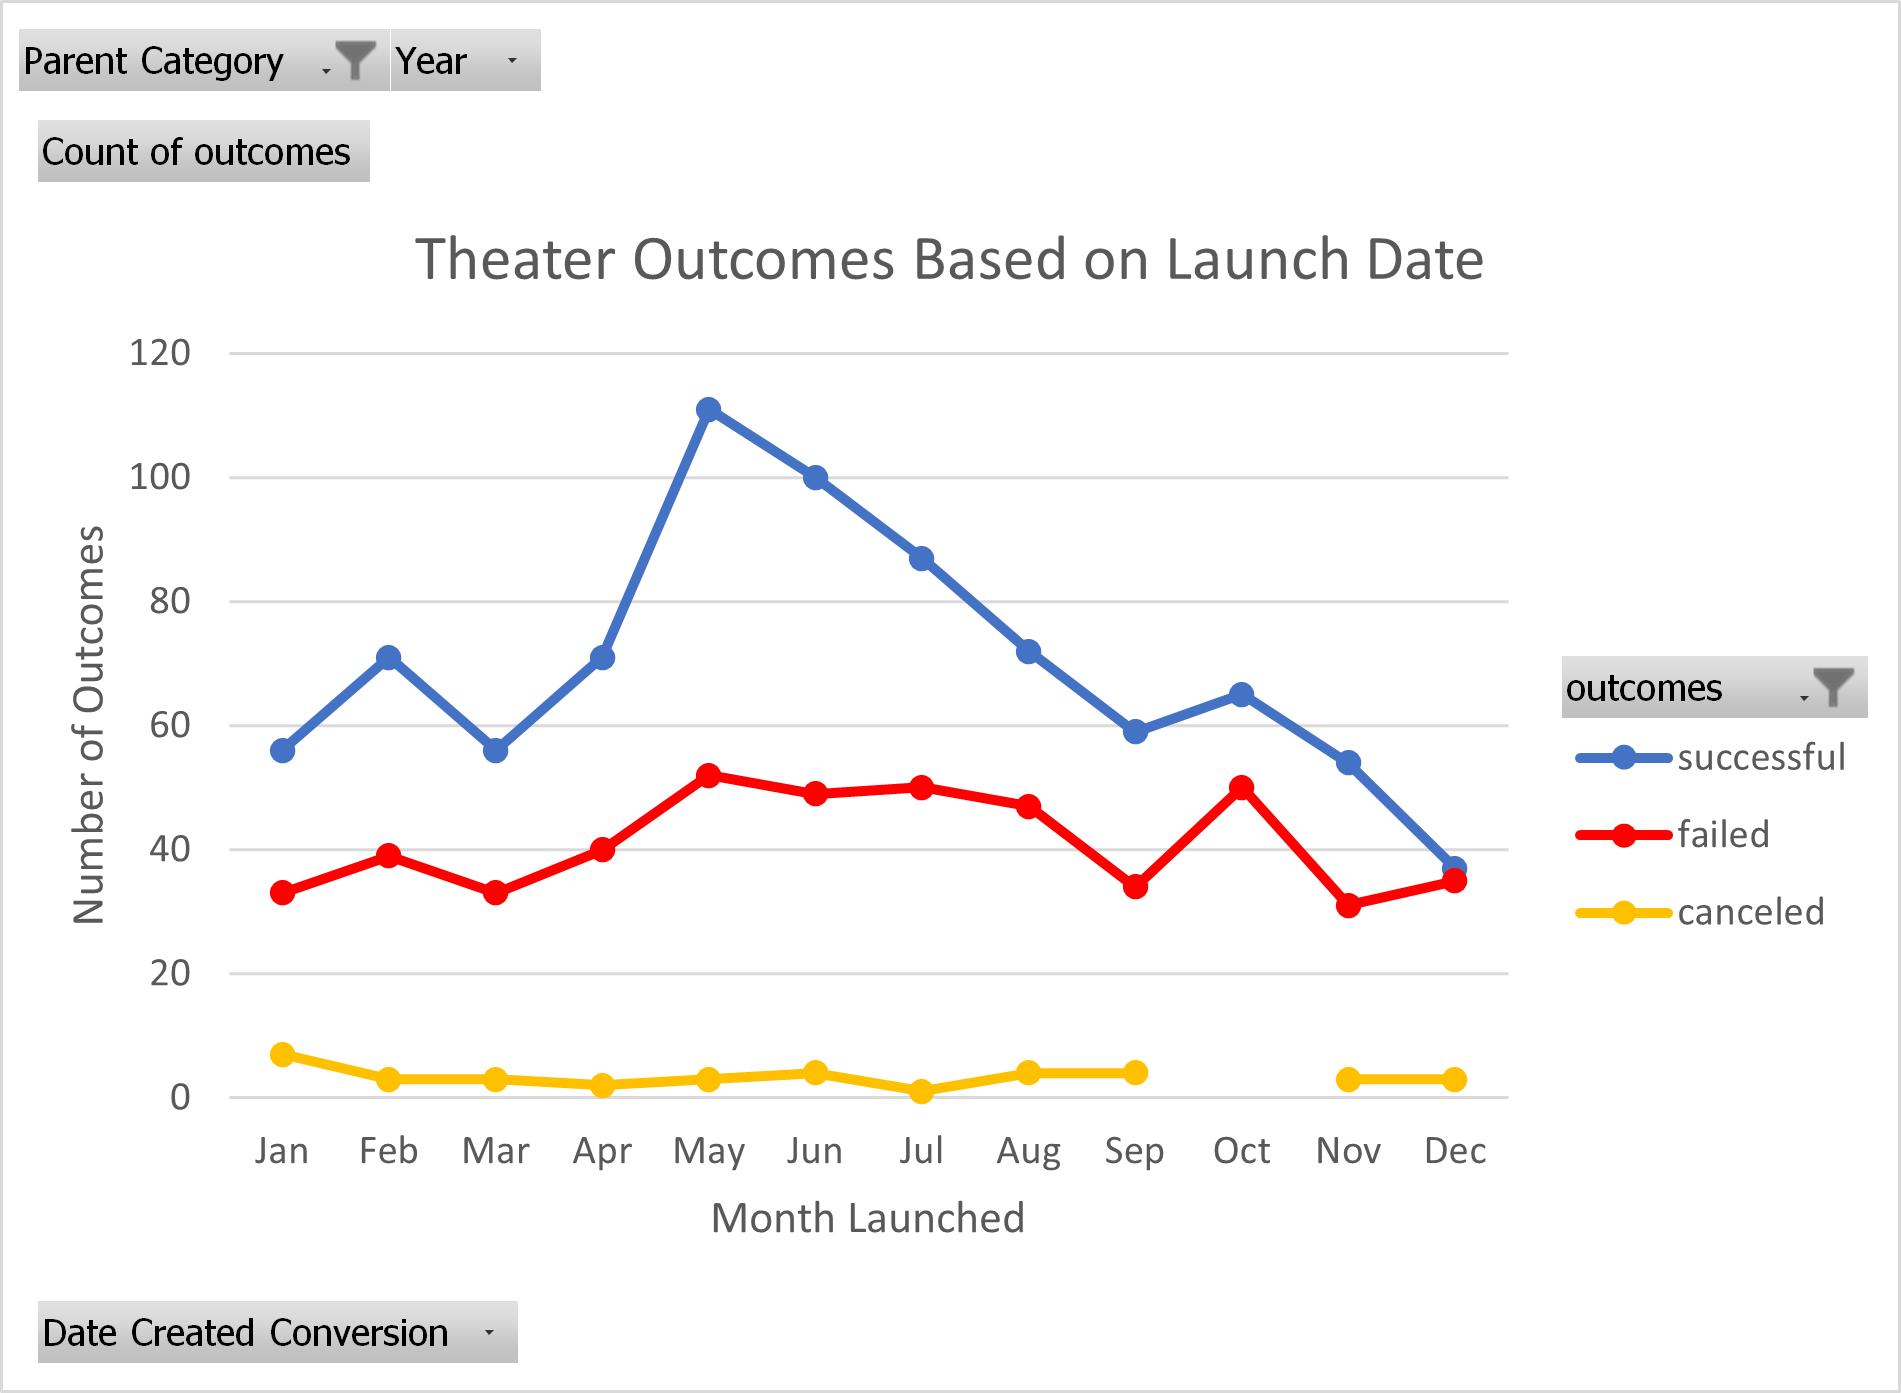 Parent Category Year
Count of outcomes
Theater Outcomes Based on Launch Date
120
100
80
60
40
20
0
Number of Outcomes
Jan Feb Mar Apr May Jun Jul Aug Sep Oct Nov Dec
Month Launched
outcomes
successful
failed
canceled
Date Created Conversion